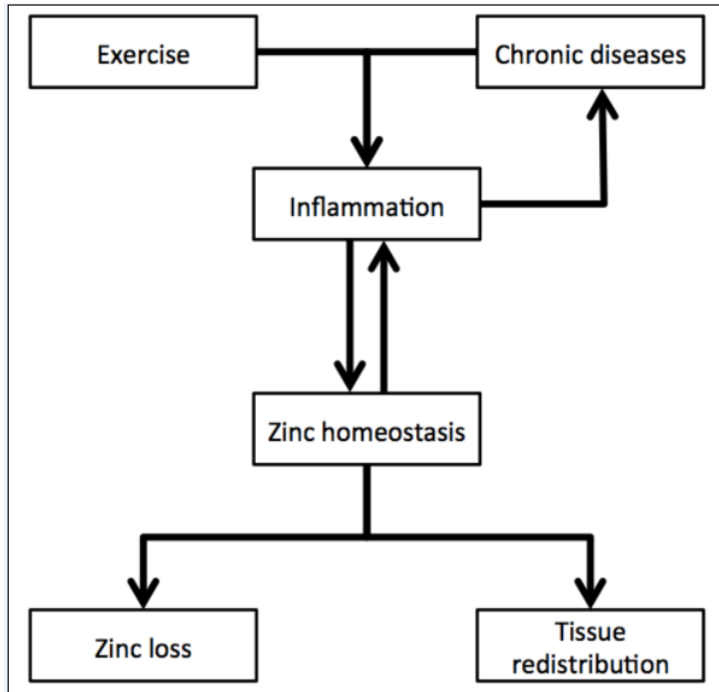 Exercise
Chronic diseases
Inflammation
Zinc homeostasis
Zinc loss
Tissue
redistribution